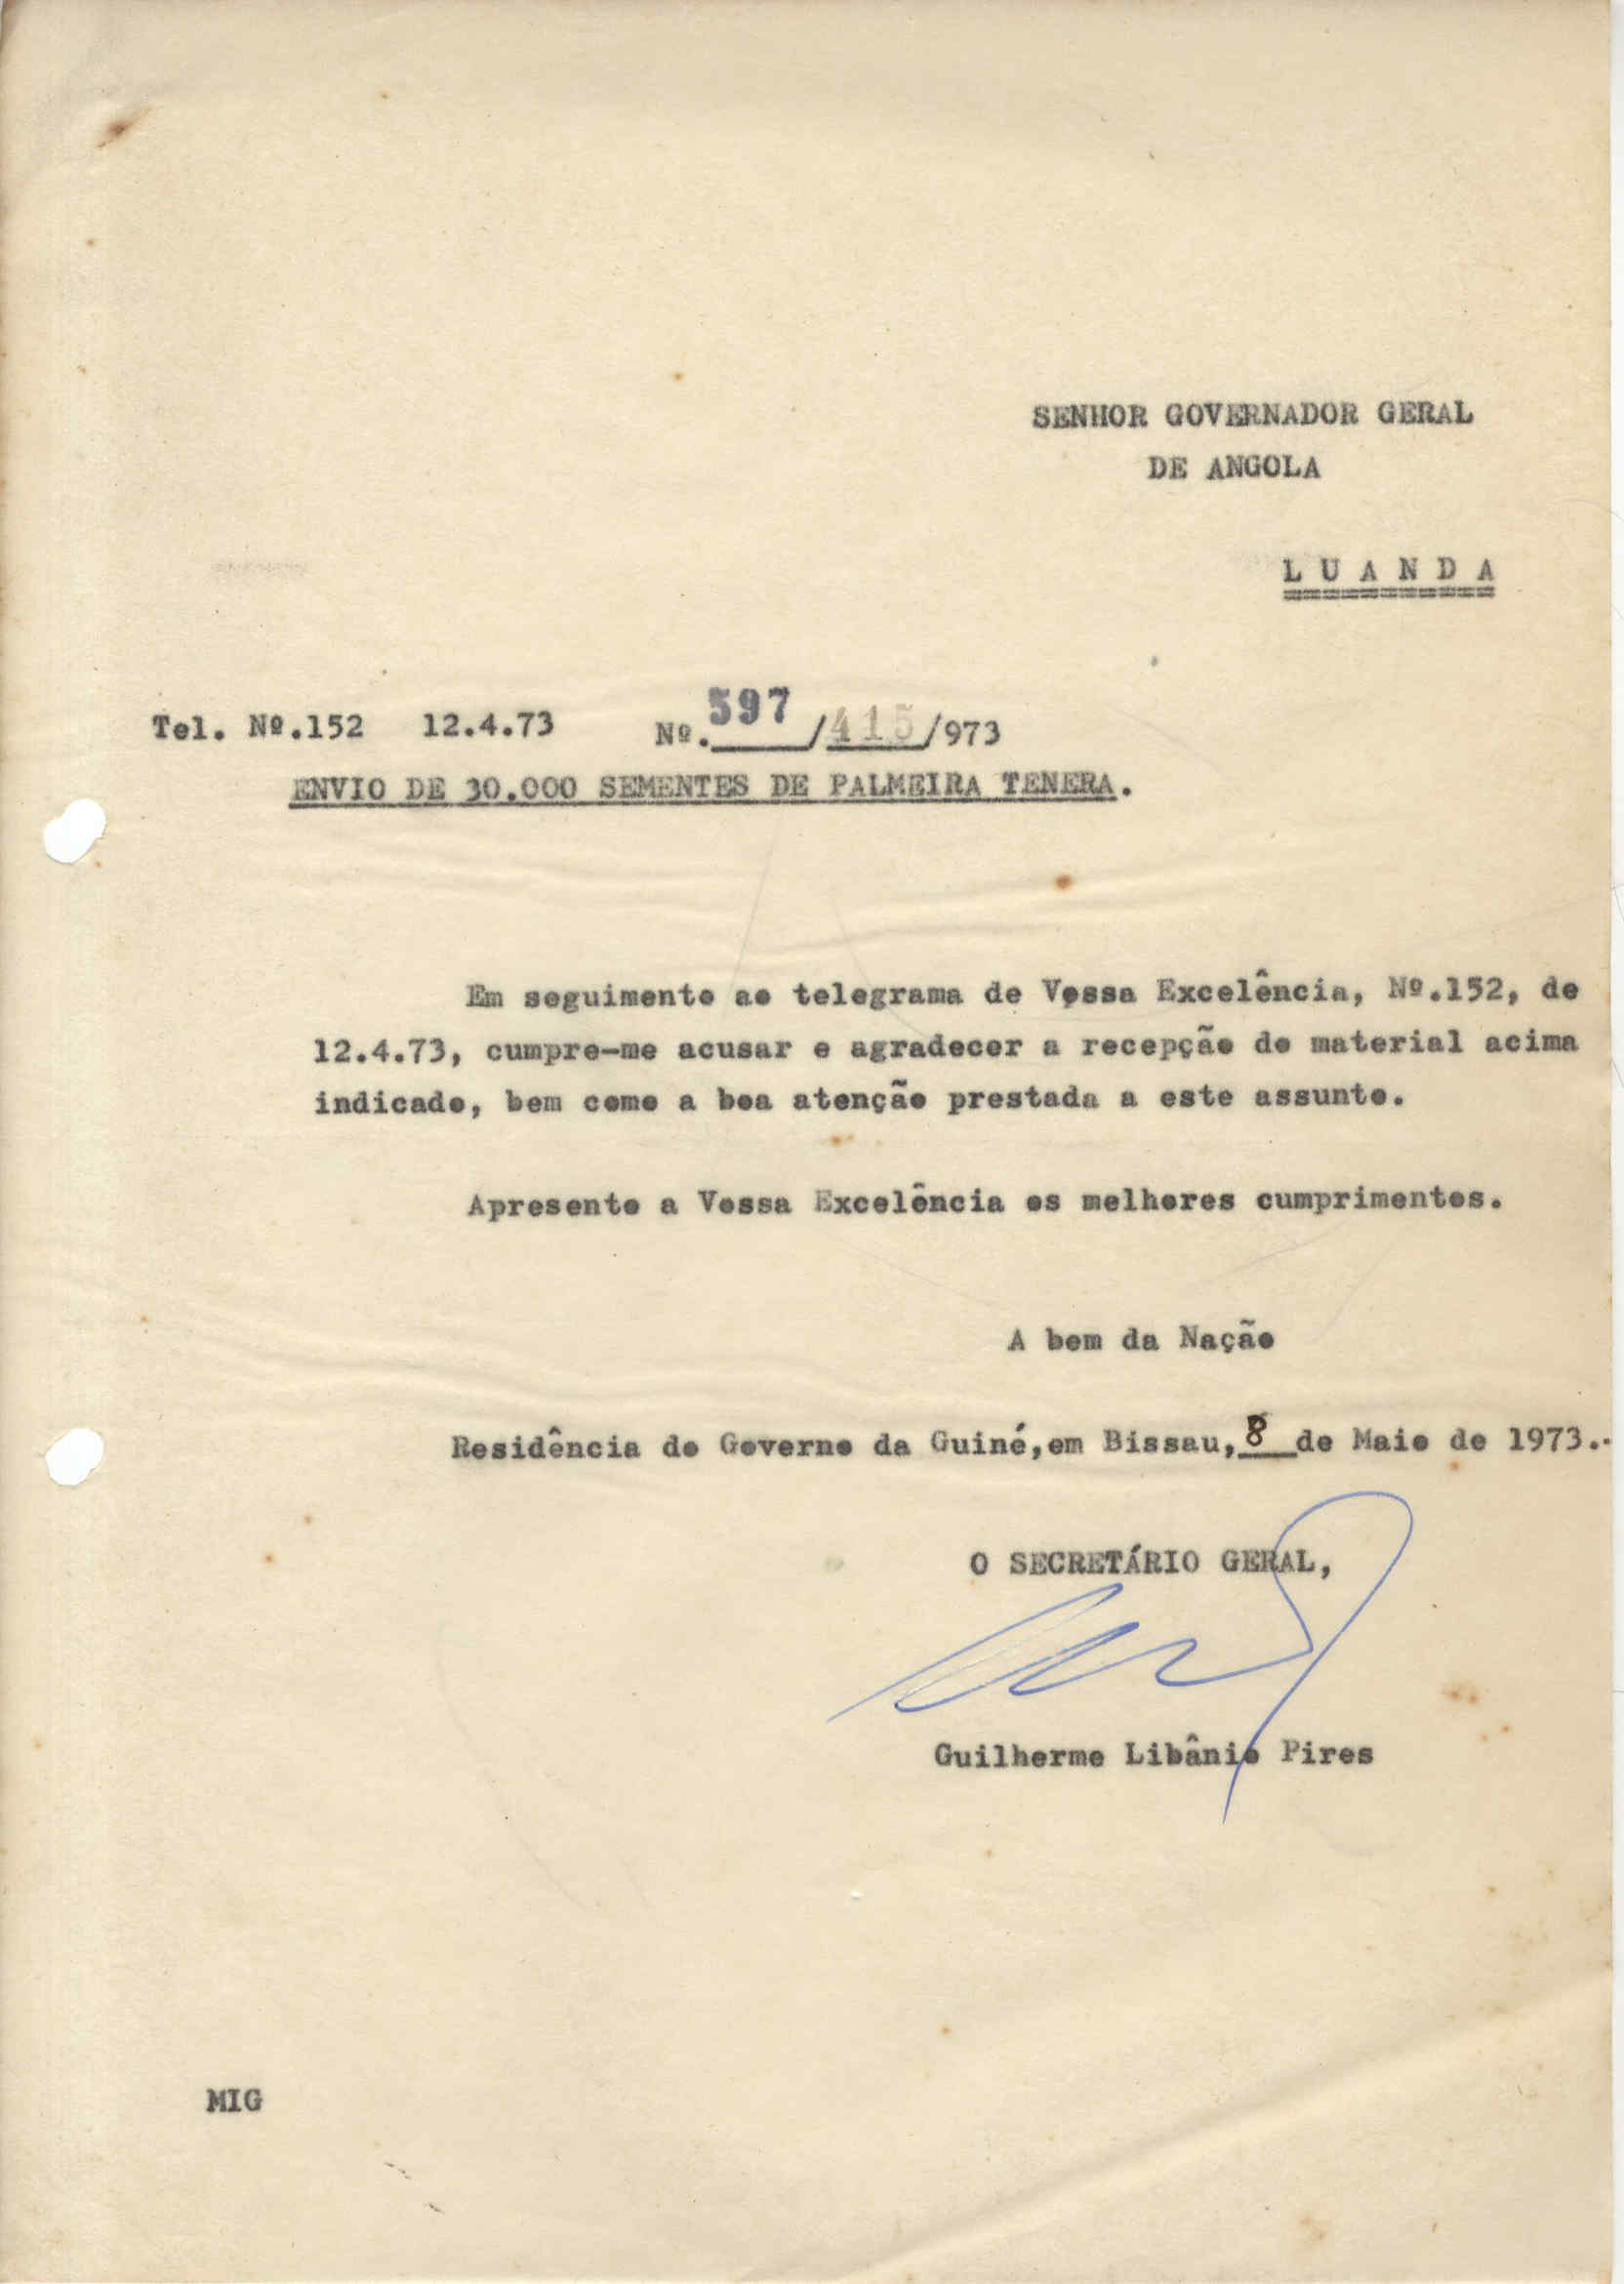 SENHOR GOVERNADOR GERAL
DE ANGOLA
L U A N D A
Tel. Nº.152 12.4.73 Nº. 597 /415/973
ENVIO DE 30.000 SEMENTES DE PALMEIRA TENERA.
Em seguimento ao telegrama de Vossa Excelência, Nº.152, de
12.4.73, cumpre-me acusar e agradecer a recepção do material acima
indicado, bem como a boa atenção prestada a este assunto.
Apresento a Vossa Excelência os melhores cumprimentos.
A bem da Nação
Residência do Governo da Guiné,em Bissau, 8 de Maio de 1973.-
O SECRETÁRIO GERAL,
Guilherme Libânio Pires
MIG